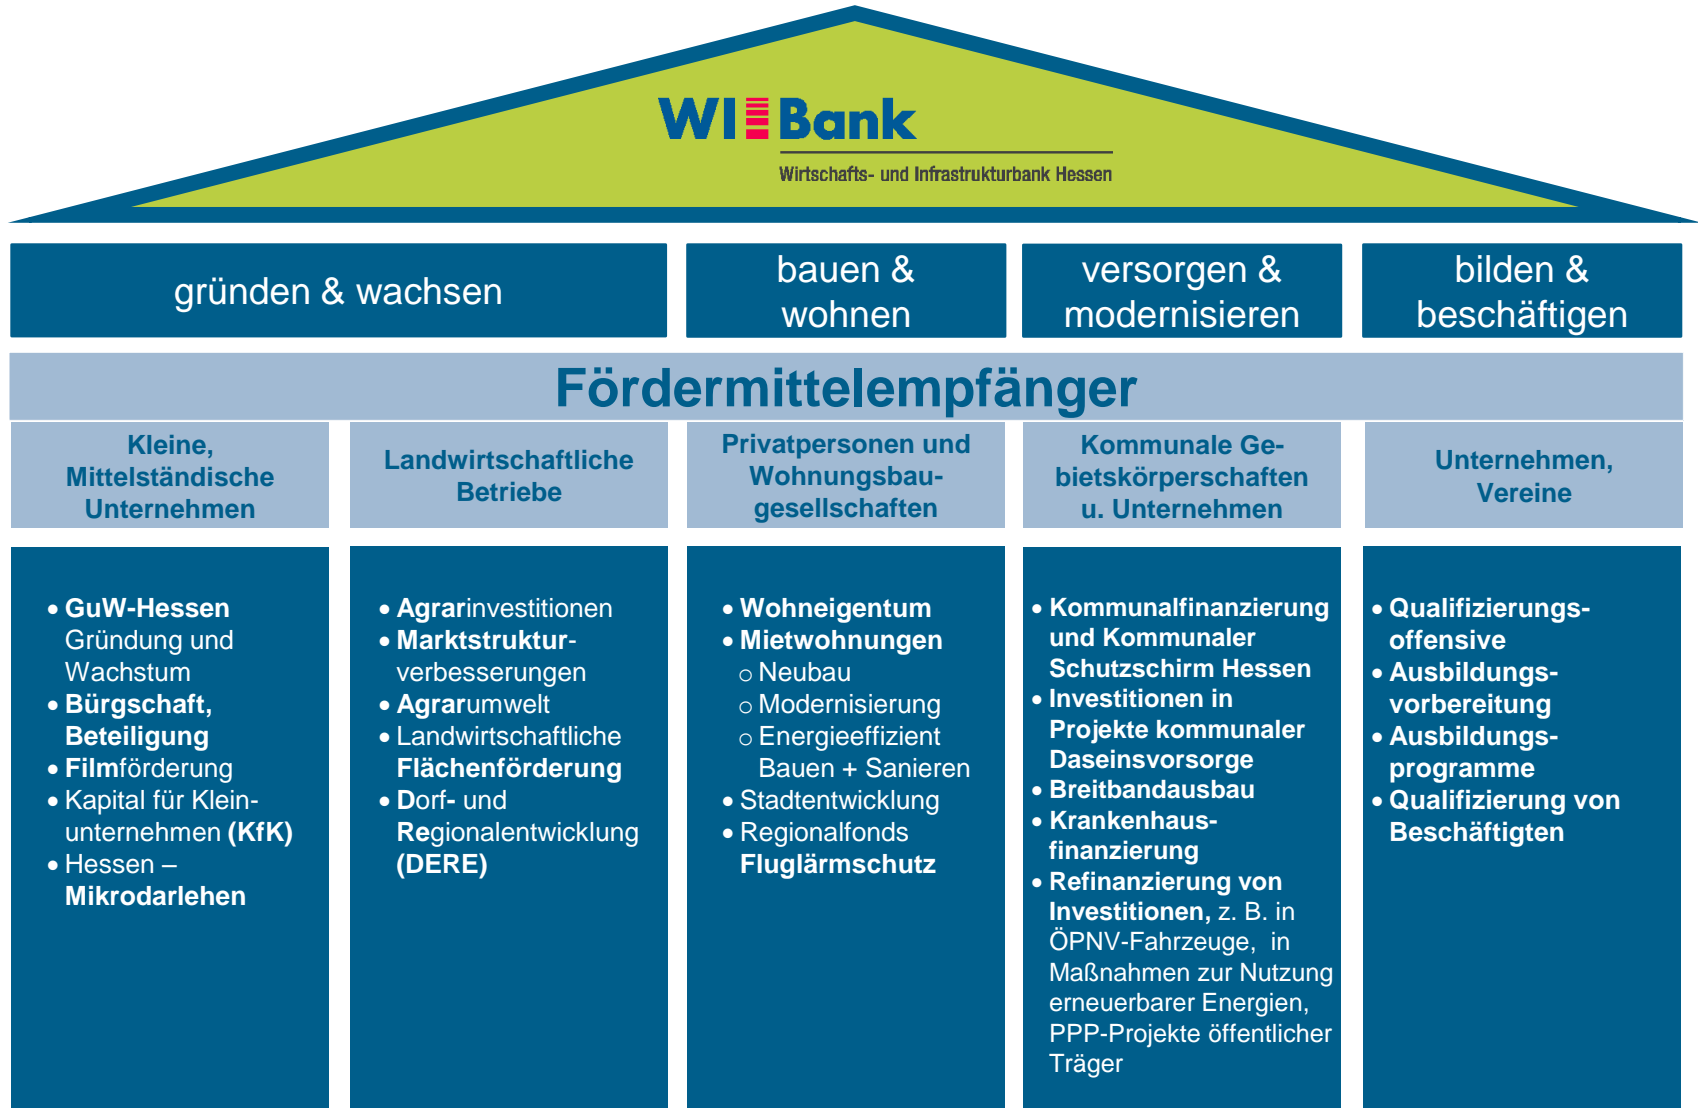 WIBank
Wirtschafts- und Infrastrukturbank Hessen
gründen & wachsen
bauen &
wohnen
versorgen &
modernisieren
bilden &
beschäftigen
Fördermittelempfänger
Kleine,
Mittelständische
Unternehmen
Landwirtschaftliche
Betriebe
Privatpersonen und
Wohnungsbau-
gesellschaften
Kommunale Ge-
bietskörperschaften
u. Unternehmen
Unternehmen,
Vereine
• GuW-Hessen
Gründung und
Wachstum
• Bürgschaft,
Beteiligung
• Filmförderung
• Kapital für Klein-
unternehmen (KfK)
• Hessen –
Mikrodarlehen
• Agrarinvestitionen
• Marktstruktur-
verbesserungen
• Agrarumwelt
• Landwirtschaftliche
Flächenförderung
• Dorf- und
Regionalentwicklung
(DERE)
• Wohneigentum
• Mietwohnungen
○ Neubau
○ Modernisierung
○ Energieeffizient
Bauen + Sanieren
• Stadtentwicklung
• Regionalfonds
Fluglärmschutz
• Kommunalfinanzierung
und Kommunaler
Schutzschirm Hessen
• Investitionen in
Projekte kommunaler
Daseinsvorsorge
• Breitbandausbau
• Krankenhaus-
finanzierung
• Refinanzierung von
Investitionen, z. B. in
ÖPNV-Fahrzeuge, in
Maßnahmen zur Nutzung
erneuerbarer Energien,
PPP-Projekte öffentlicher
Träger
• Qualifizierungs-
offensive
• Ausbildungs-
vorbereitung
• Ausbildungs-
programme
• Qualifizierung von
Beschäftigten